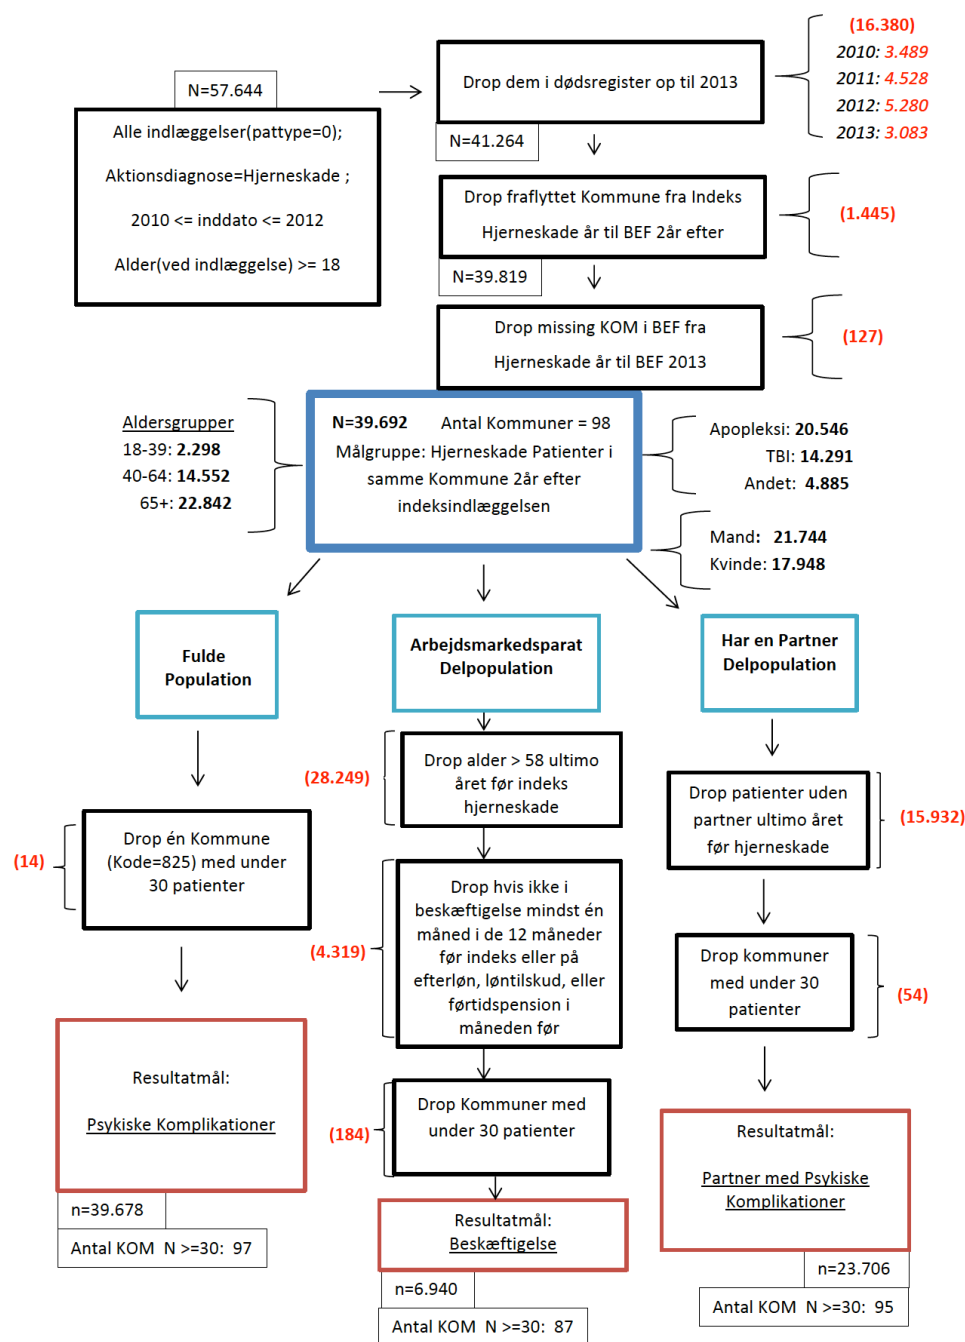 N=57.644
Alle indlæggelser(pattype=0);
Aktionsdiagnose=Hjerneskade ;
2010 <= inddato <= 2012
Alder(ved indlæggelse) >= 18
Drop dem i dødsregister op til 2013
N=41.264
(16.380)
2010: 3.489
2011: 4.528
2012: 5.280
2013: 3.083
Drop fraflyttet Kommune fra Indeks
Hjerneskade år til BEF 2år efter
N=39.819
(1.445)
Drop missing KOM i BEF fra
Hjerneskade år til BEF 2013
(127)
Aldersgrupper
18-39: 2.298
40-64: 14.552
65+: 22.842
N=39.692 Antal Kommuner = 98
Målgruppe: Hjerneskade Patienter i
samme Kommune 2år efter
indeksindlæggelsen
Apopleksi: 20.546
TBI: 14.291
Andet: 4.885
Mand: 21.744
Kvinde: 17.948
Fulde
Population
Drop én Kommune
(Kode=825) med under
30 patienter
(14)
Resultatmål:
Psykiske Komplikationer
n=39.678
Antal KOM N >=30: 97
Arbejdsmarkedsparat
Delpopulation
Drop alder > 58 ultimo
året før indeks
hjerneskade
(28.249)
Drop hvis ikke i
beskæftigelse mindst én
måned i de 12 måneder
før indeks eller på
efterløn, løntilskud, eller
førtidspension i
måneden før
(4.319)
Drop Kommuner med
under 30 patienter
(184)
Resultatmål:
Beskæftigelse
n=6.940
Antal KOM N >=30: 87
Har en Partner
Delpopulation
Drop patienter uden
partner ultimo året
før hjerneskade
(15.932)
Drop kommuner
med under 30
patienter
(54)
Resultatmål:
Partner med Psykiske
Komplikationer
n=23.706
Antal KOM N >=30: 95